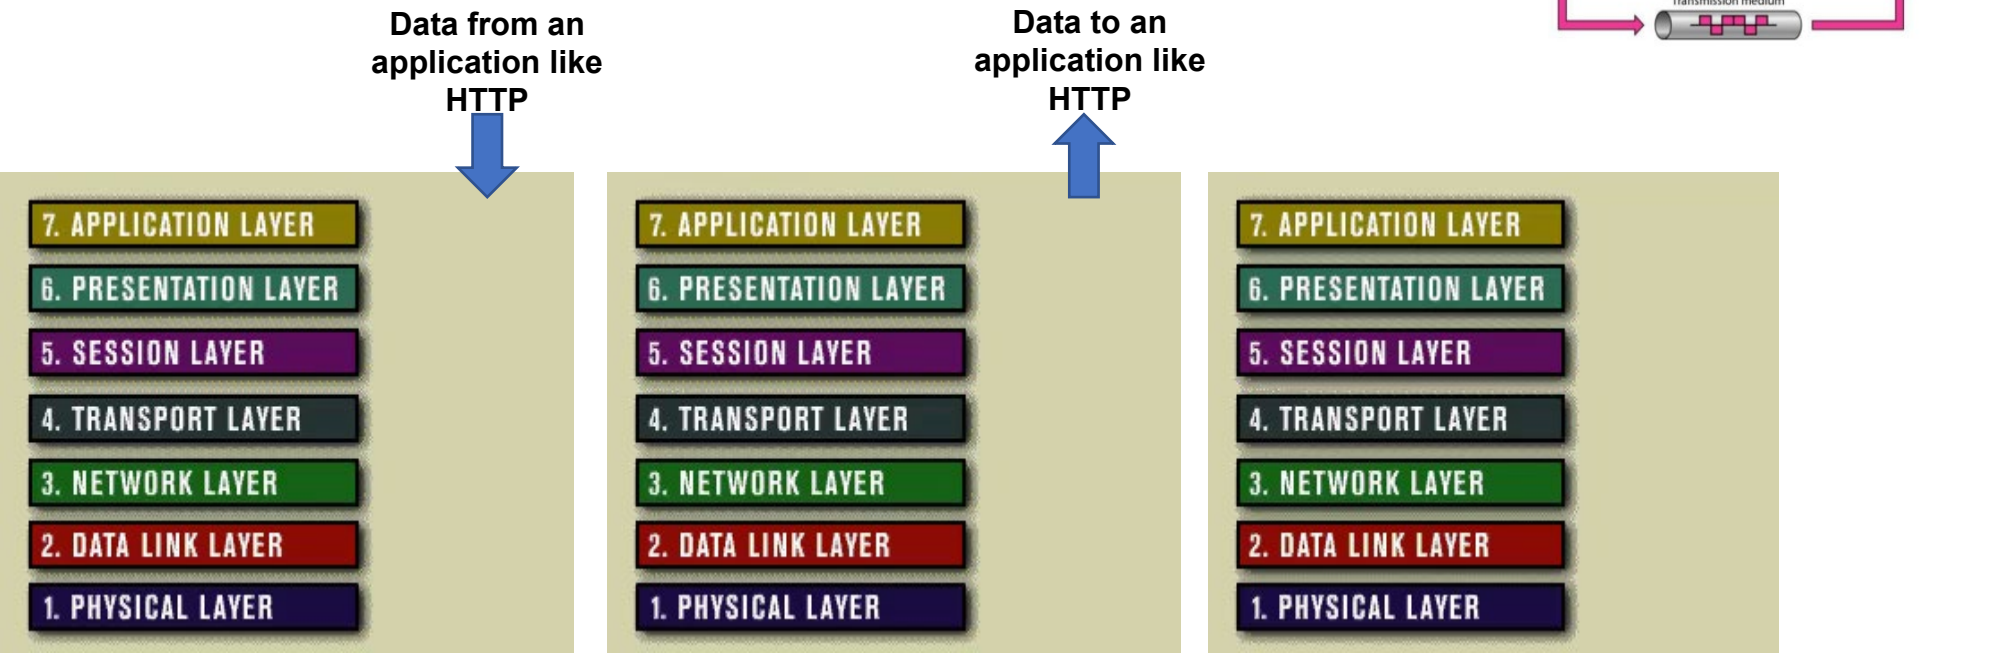 Transmission medium
Data from an
application like
HTTP
Data to an
application like
HTTP
7. APPLICATION LAYER
6. PRESENTATION LAYER
5. SESSION LAYER
4. TRANSPORT LAYER
3. NETWORK LAYER
2. DATA LINK LAYER
1. PHYSICAL LAYER
7. APPLICATION LAYER
6. PRESENTATION LAYER
5. SESSION LAYER
4. TRANSPORT LAYER
3. NETWORK LAYER
2. DATA LINK LAYER
1. PHYSICAL LAYER
7. APPLICATION LAYER
6. PRESENTATION LAYER
5. SESSION LAYER
4. TRANSPORT LAYER
3. NETWORK LAYER
2. DATA LINK LAYER
1. PHYSICAL LAYER